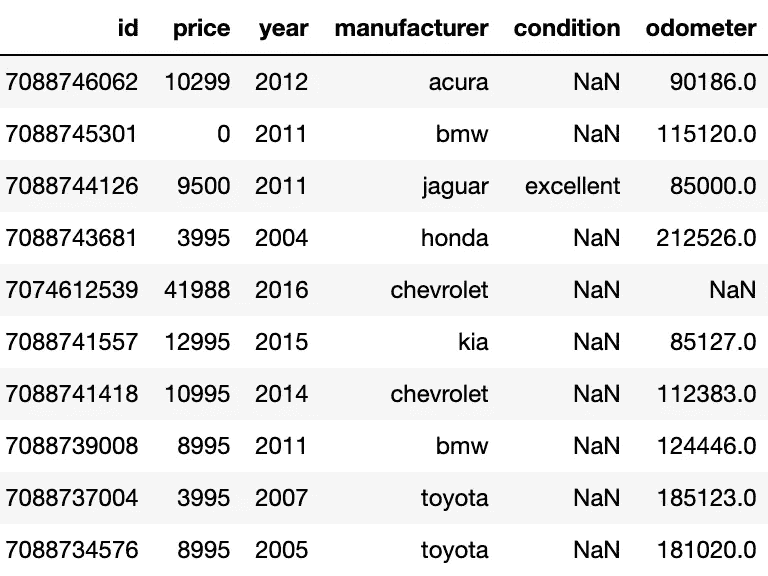 id price year manufacturer condition odometer
7088746062 10299 2012 acura NaN 90186.0
7088745301 0 2011 bmw NaN 115120.0
7088744126 9500 2011 jaguar excellent 85000.0
7088743681 3995 2004 honda NaN 212526.0
7074612539 41988 2016 chevrolet NaN NaN
7088741557 12995 2015 kia NaN 85127.0
7088741418 10995 2014 chevrolet NaN 112383.0
7088739008 8995 2011 bmw NaN 124446.0
7088737004 3995 2007 toyota NaN 185123.0
7088734576 8995 2005 toyota NaN 181020.0